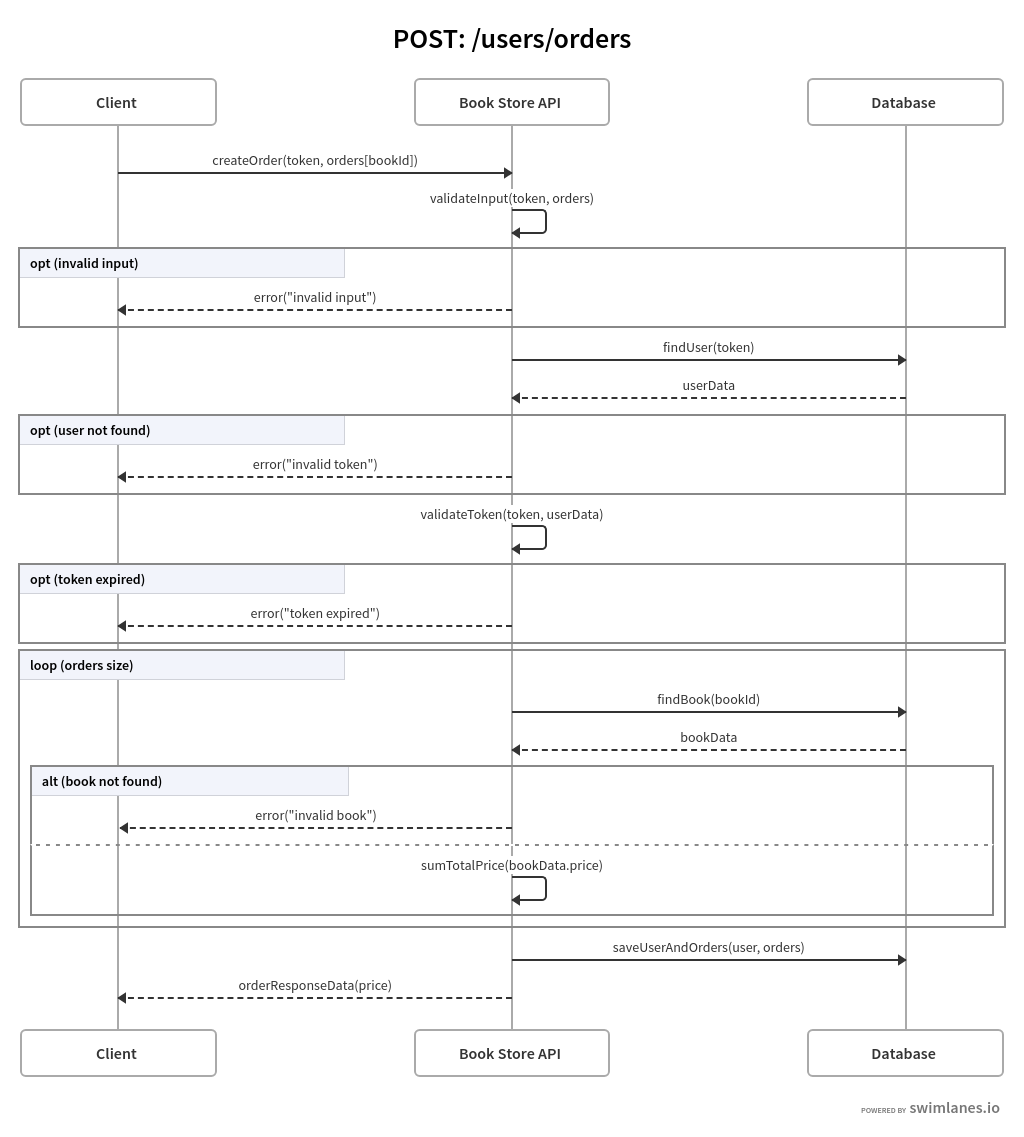 POST: /users/orders
Client
Book Store API
Database
createOrder(token, orders[bookId])
validateInput(token, orders)
opt (invalid input)
error("invalid input")
findUser(token)
userData
opt (user not found)
error("invalid token")
validateToken(token, userData)
opt (token expired)
error("token expired")
loop (orders size)
findBook(bookId)
bookData
alt (book not found)
error("invalid book")
sumTotalPrice(bookData.price)
saveUserAndOrders(user, orders)
orderResponseData(price)
Client
Book Store API
Database
POWERED BY swimlanes.io